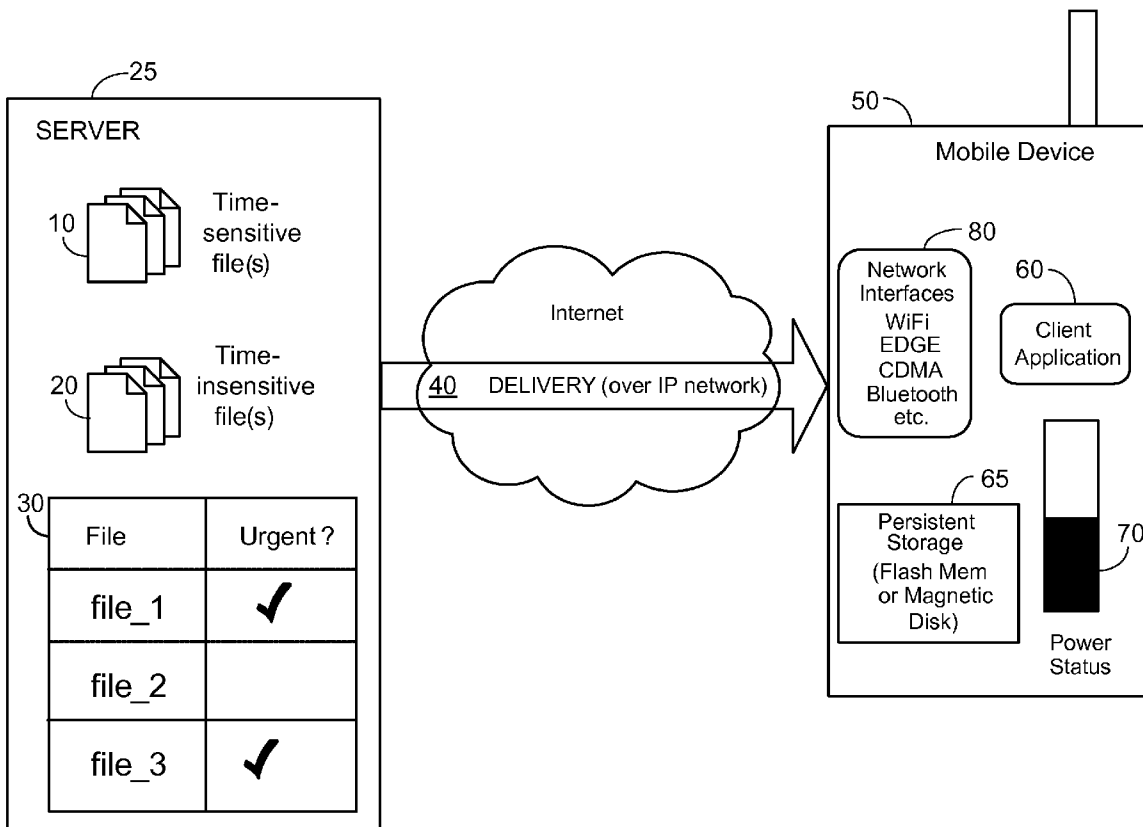 25
SERVER
10
Time-
sensitive
file(s)
20
Time-
insensitive
file(s)
30
File
Urgent ?
file_1
✓
file_2
file_3
✓
Internet
40
DELIVERY (over IP network)
50
Mobile Device
80
Network
Interfaces
WiFi
EDGE
CDMA
Bluetooth
etc.
60
Client
Application
65
Persistent
Storage
(Flash Mem
or Magnetic
Disk)
70
Power
Status